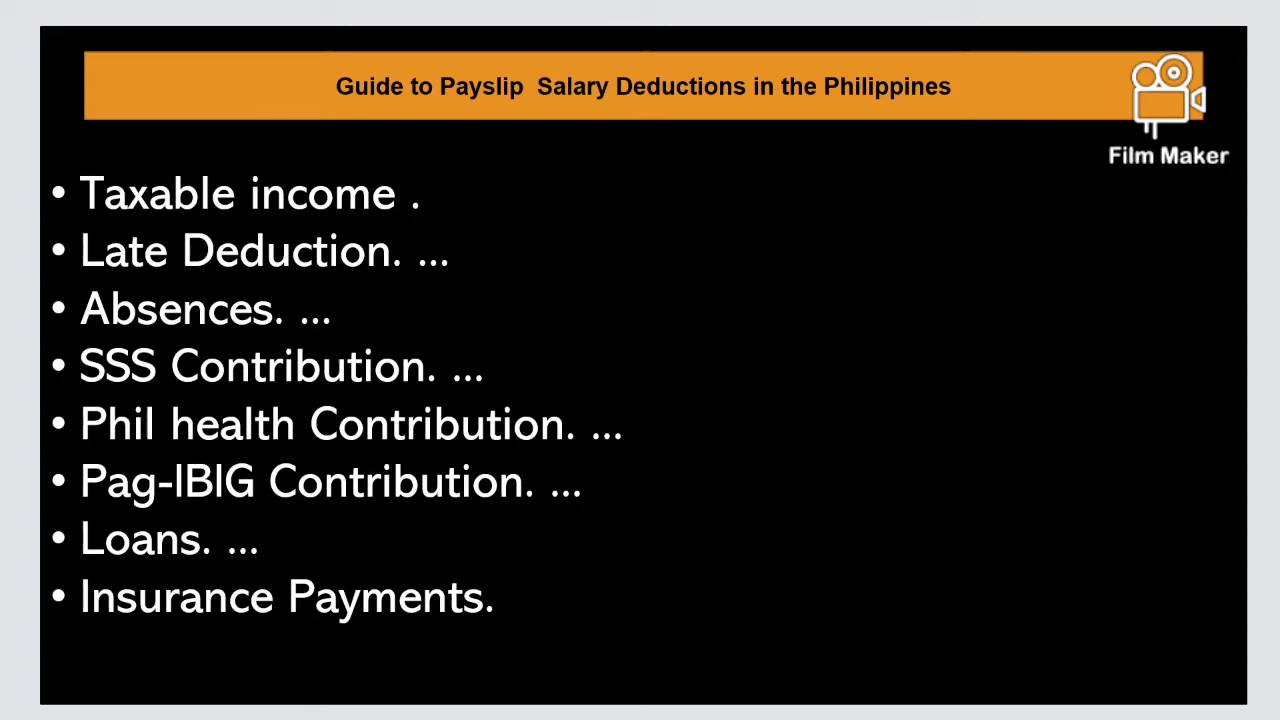 Guide to Payslip  Salary Deductions in the Philippines
Film Maker
• Taxable income .
• Late Deduction. ...
• Absences. ...
• SSS Contribution. ...
• Phil health Contribution. ...
• Pag-IBIG Contribution. ...
• Loans. ...
• Insurance Payments.